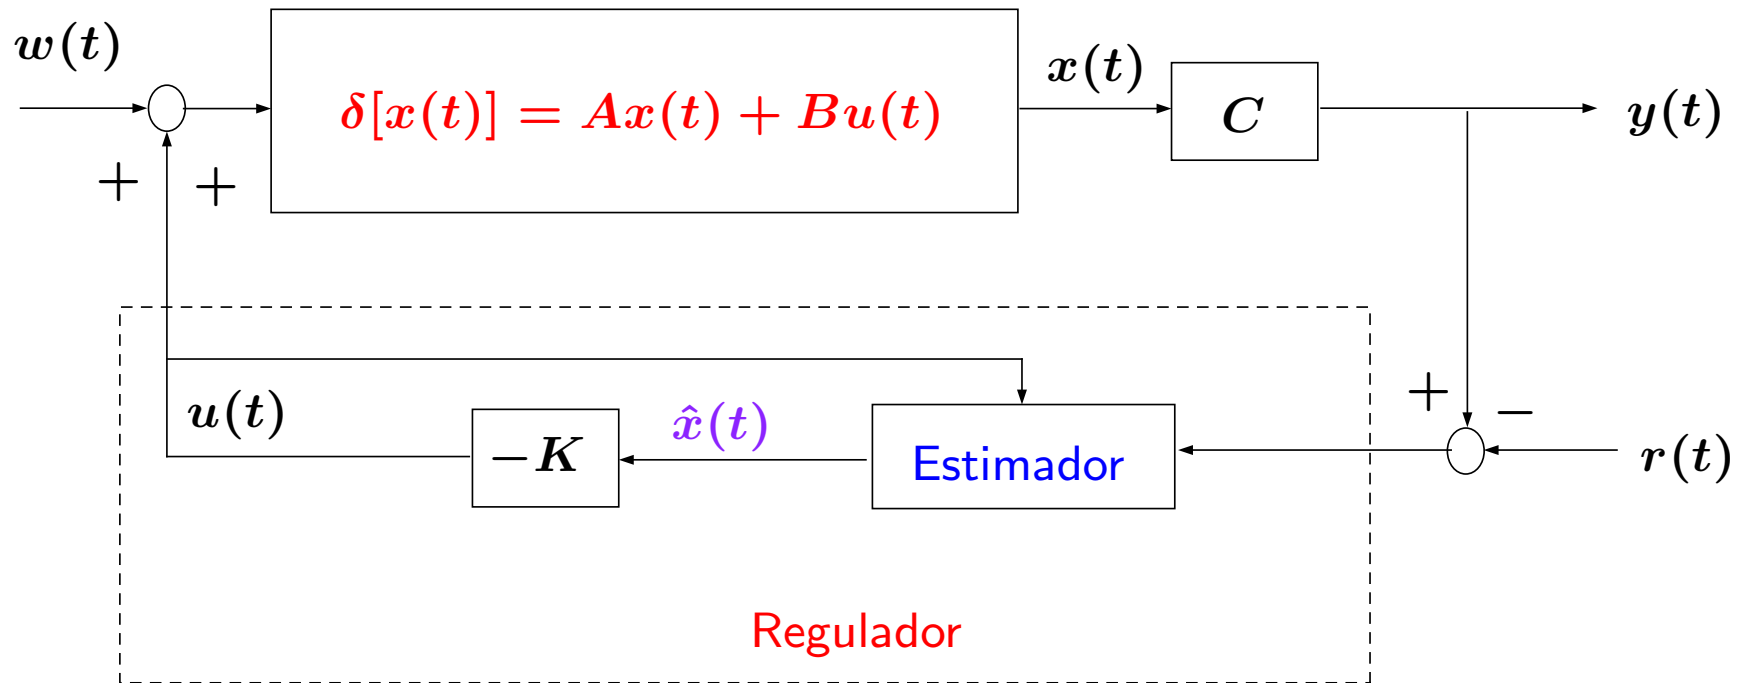 w(t)
δ[x(t)] = Ax(t) + Bu(t)
x(t)
C
y(t)
+
+
u(t)
−K
x̂(t)
Estimador
+
−
r(t)
Regulador